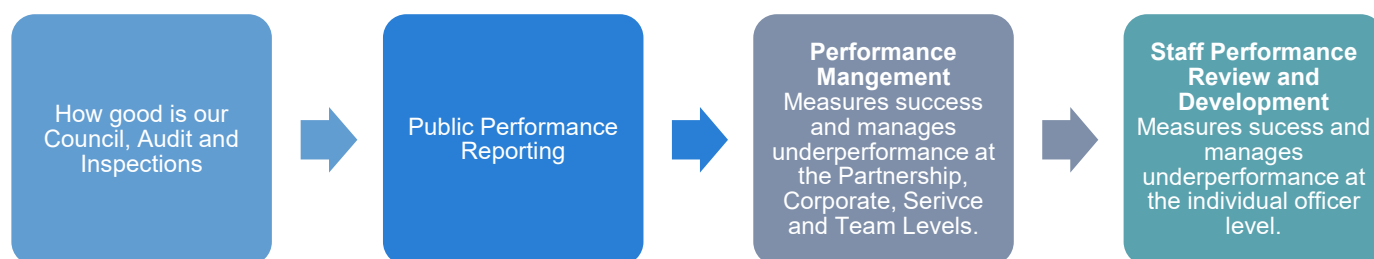 How good is our
Council, Audit and
Inspections
Public Performance
Reporting
Performance
Mangement
Measures success
and manages
underperformance at
the Partnership,
Corporate, Serivce
and Team Levels.
Staff Performance
Review and
Development
Measures sucess and
manages
underperformance at
the individual officer
level.